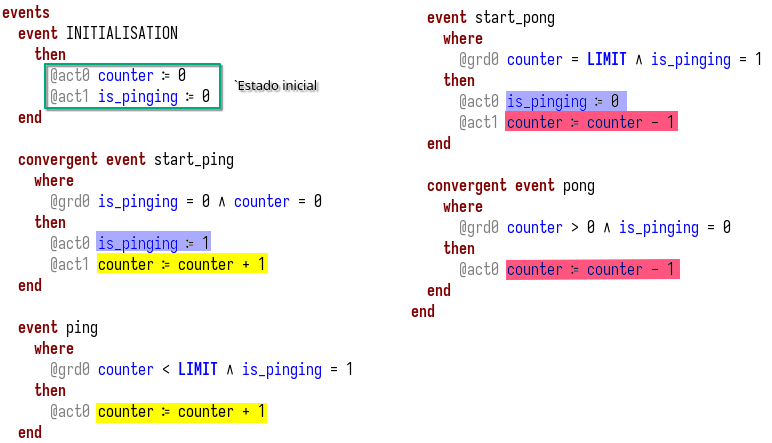 events
event INITIALISATION
then
@act0 counter ≔ 0
@act1 is_pinging ≔ 0
`Estado inicial
end
convergent event start_ping
where
@grd0 is_pinging = 0 ∧ counter = 0
then
@act0 is_pinging ≔ 1
@act1 counter ≔ counter + 1
end
event ping
where
@grd0 counter < LIMIT ∧ is_pinging = 1
then
@act0 counter ≔ counter + 1
end
event start_pong
where
@grd0 counter = LIMIT ∧ is_pinging = 1
then
@act0 is_pinging ≔ 0
@act1 counter ≔ counter − 1
end
convergent event pong
where
@grd0 counter > 0 ∧ is_pinging = 0
then
@act0 counter ≔ counter − 1
end
end